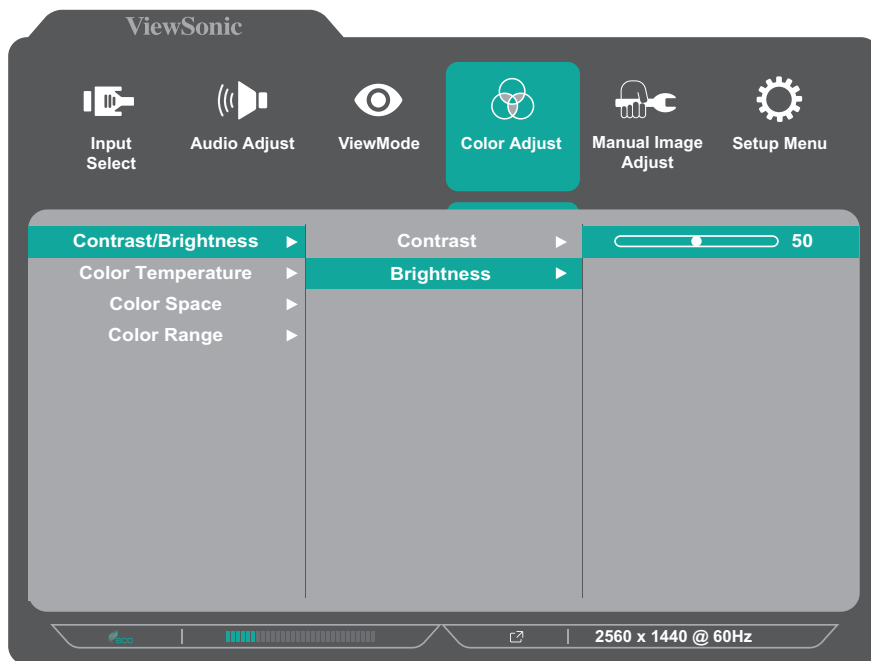 ViewSonic
Input
Select
Audio Adjust
ViewMode
Color Adjust
Manual Image
Adjust
Setup Menu
Contrast/Brightness
Contrast
50
Color Temperature
Brightness
Color Space
Color Range
eco
2560 x 1440 @ 60Hz